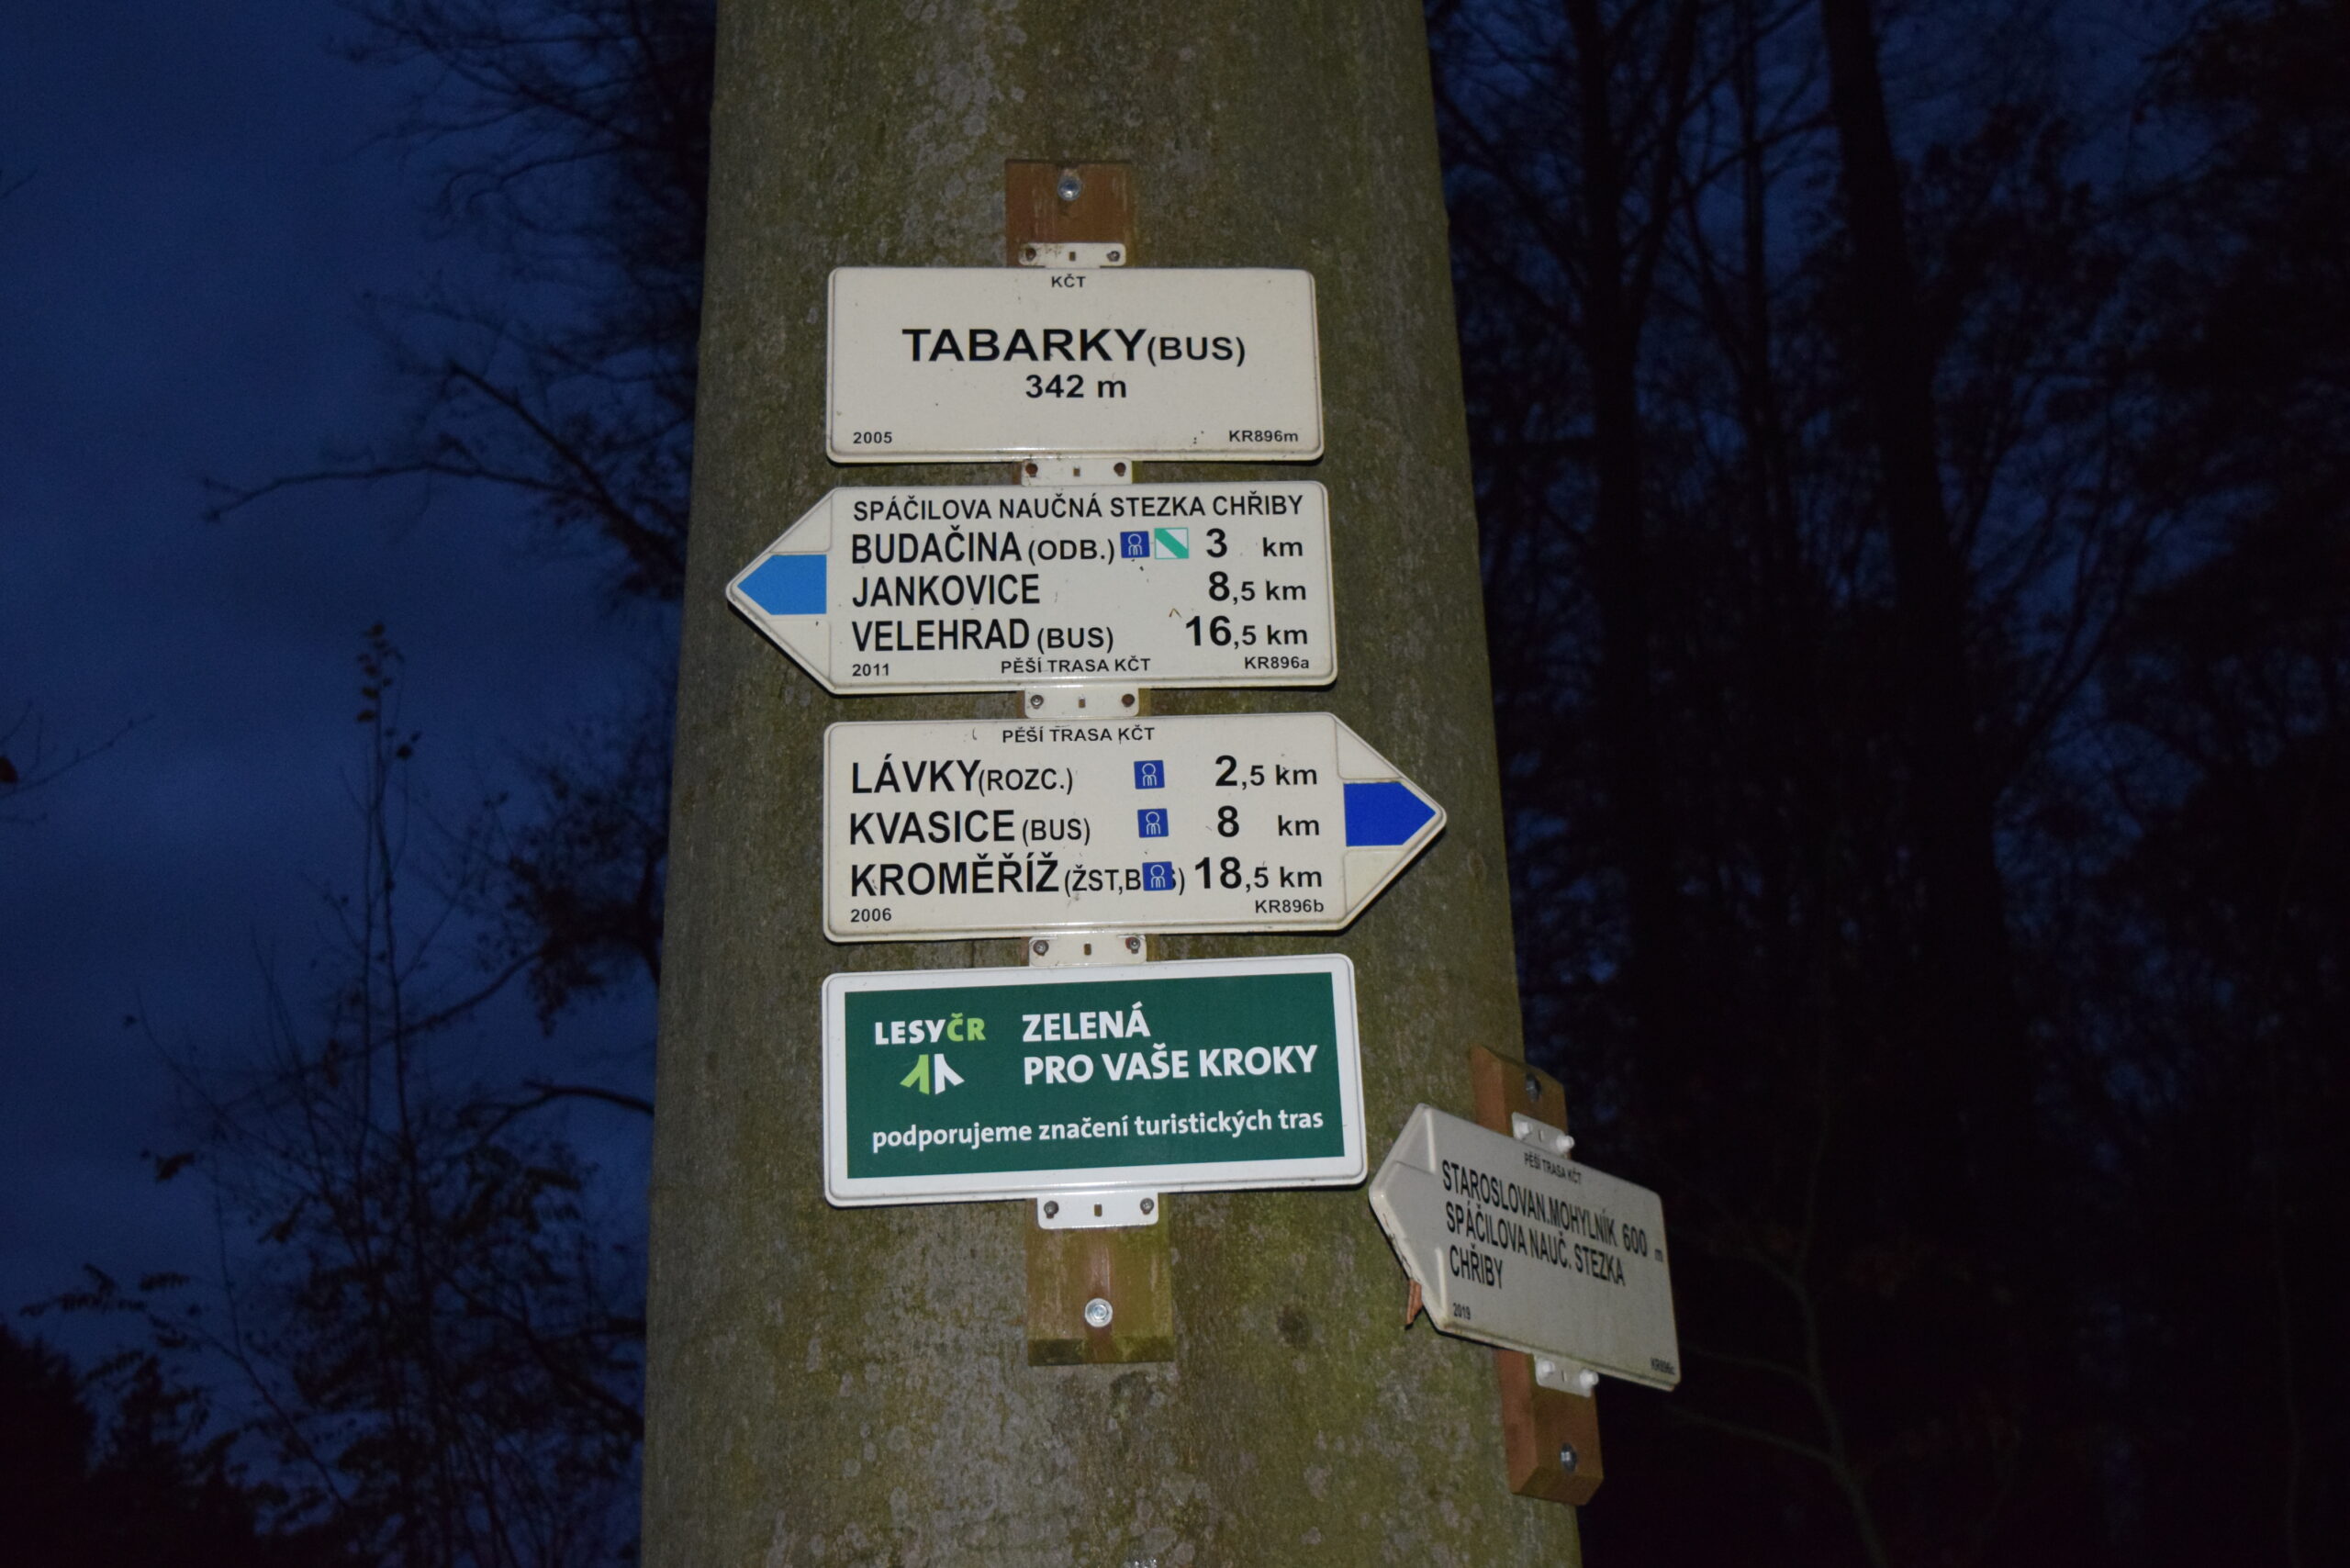 KČT
TABARKY(BUS)
342 m
2005 KR896m
SPÁČILOVA NAUČNÁ STEZKA CHŘIBY
BUDAČINA (ODB.) 3 km
JANKOVICE 8,5 km
VELEHRAD (BUS) 16,5 km
2011 PĚŠÍ TRASA KČT KR896a
PĚŠÍ TRASA KČT
LÁVKY(ROZC.) 2,5 km
KVASICE (BUS) 8 km
KROMĚŘÍŽ (ŽST,BUS) 18,5 km
2006 KR896b
LESYČR ZELENÁ
PRO VAŠE KROKY
podporujeme značení turistických tras
PĚŠÍ TRASA KČT
STAROSLOVAN.MOHYLNÍK 600 m
SPÁČILOVA NAUČ. STEZKA
CHŘIBY
2019